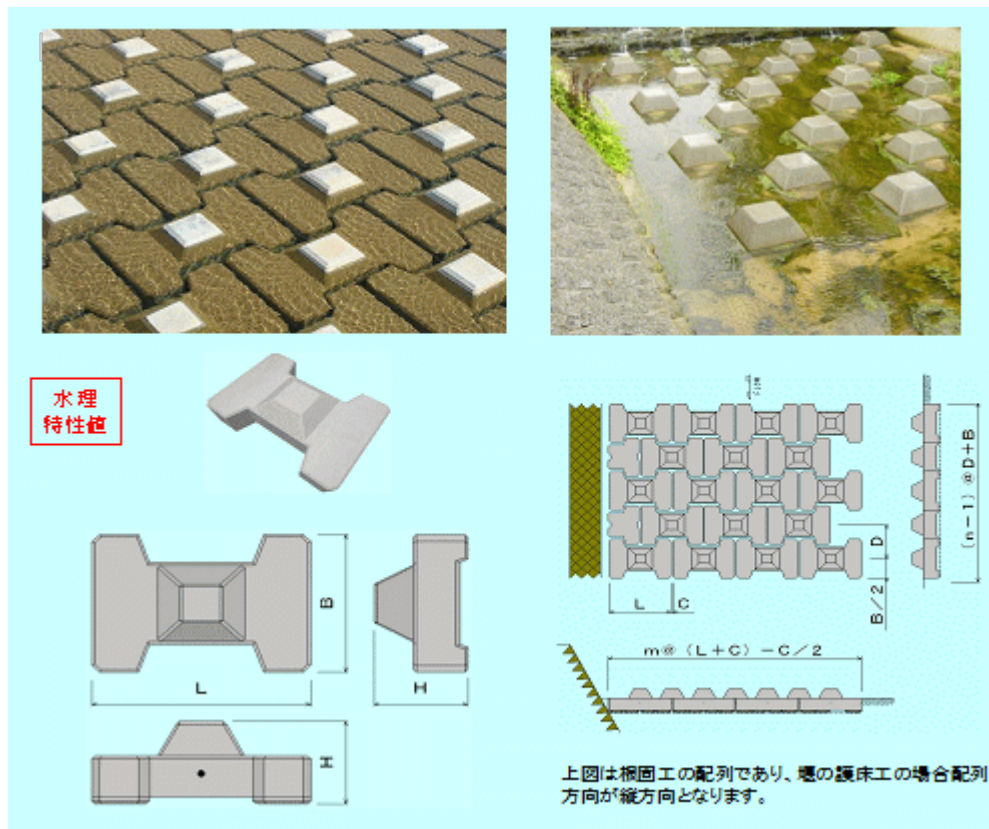 水理
特性値
B
L
H
H
(n-1)@D+B
D
B/2
L
C
m@(L+C)-C/2
上図は根固工の配列であり、堰の護床工の場合配列
方向が縦方向となります。